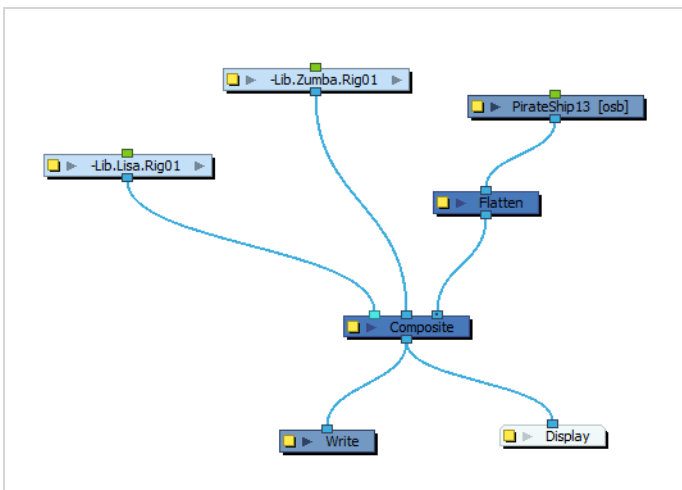 -Lib.Zumba.Rig01
PirateShip13 [osb]
-Lib.Lisa.Rig01
Flatten
Composite
Write
Display